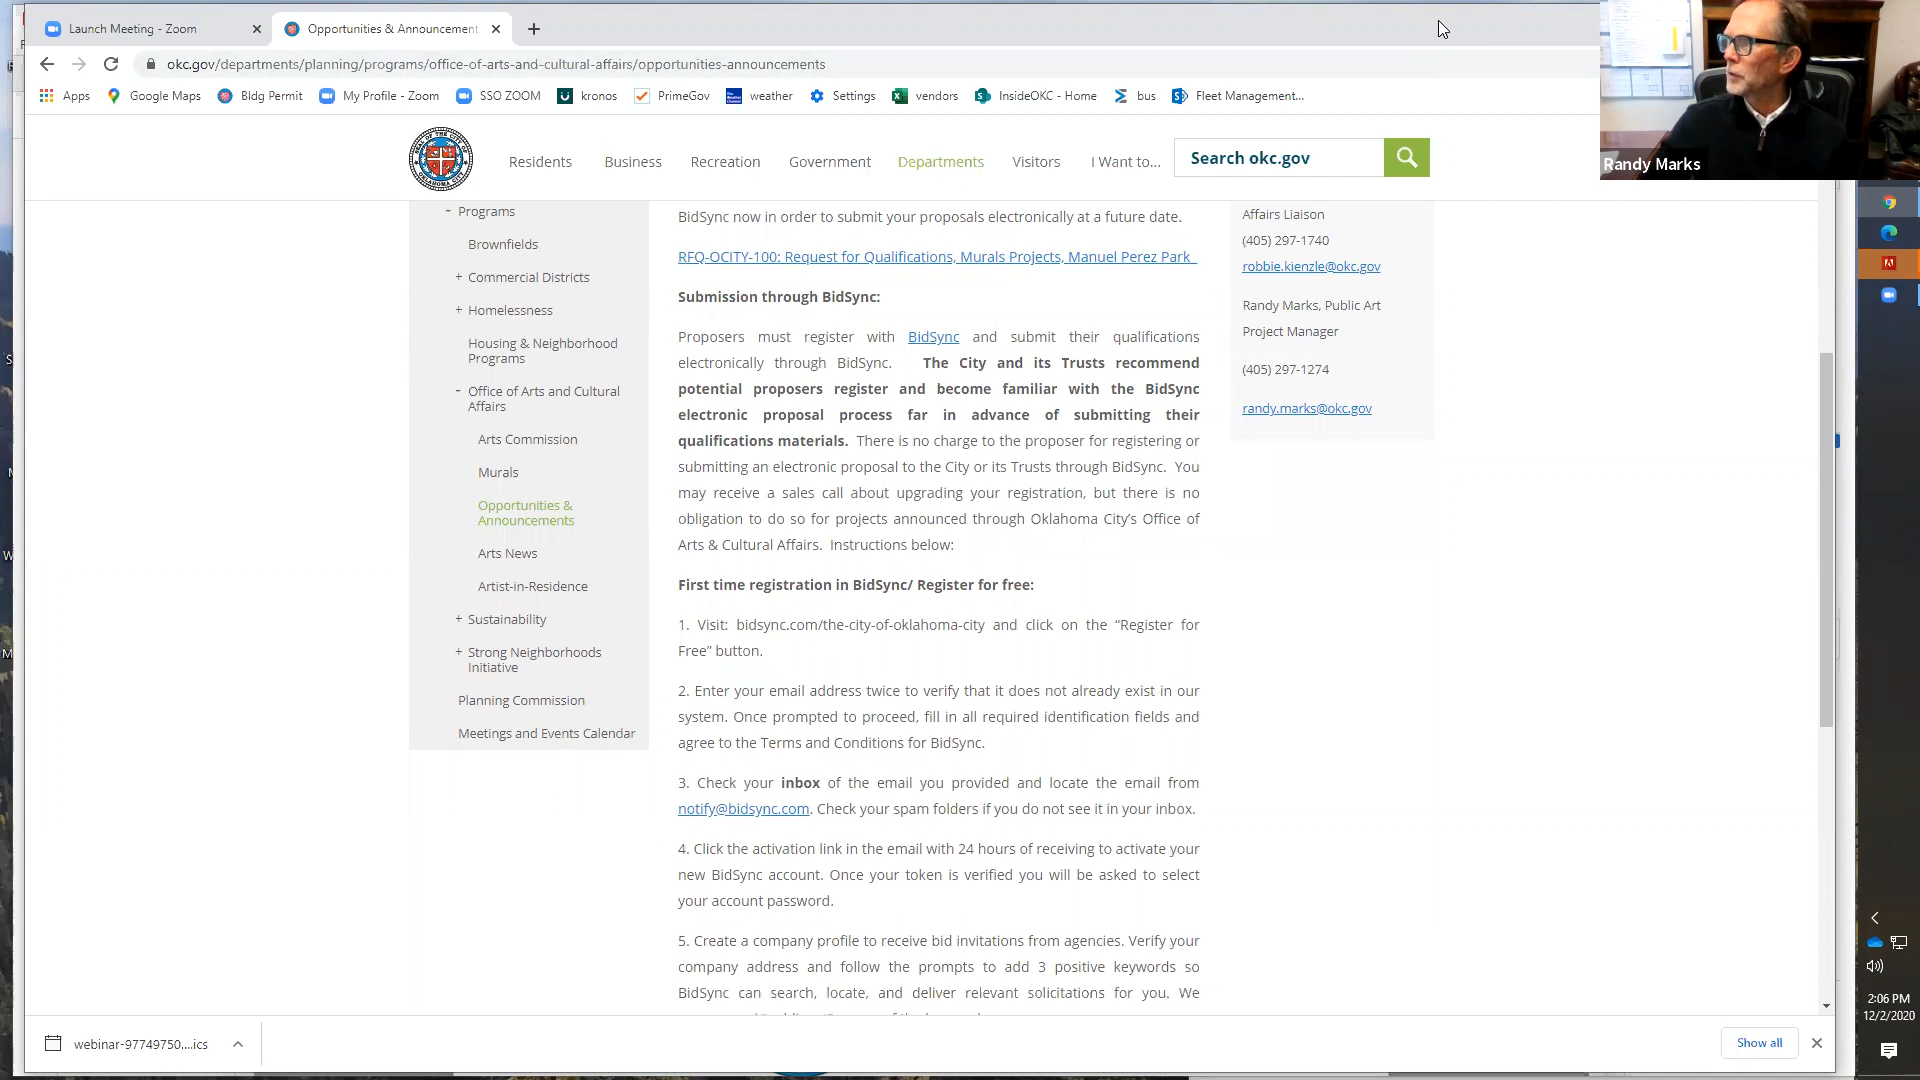 Launch Meeting - Zoom
Opportunities & Announcement
okc.gov/departments/planning/programs/office-of-arts-and-cultural-affairs/opportunities-announcements
Apps
Google Maps
Bldg Permit
My Profile - Zoom
SSO ZOOM
kronos
PrimeGov
weather
Settings
vendors
InsideOKC - Home
bus
Fleet Management...
Randy Marks
Residents
Business
Recreation
Government
Departments
Visitors
I Want to...
Search okc.gov
- Programs
Brownfields
+ Commercial Districts
+ Homelessness
Housing & Neighborhood
Programs
- Office of Arts and Cultural
Affairs
Arts Commission
Murals
Opportunities &
Announcements
Arts News
Artist-in-Residence
+ Sustainability
+ Strong Neighborhoods
Initiative
Planning Commission
Meetings and Events Calendar
BidSync now in order to submit your proposals electronically at a future date.
RFQ-OCITY-100: Request for Qualifications, Murals Projects, Manuel Perez Park
Submission through BidSync:
Proposers must register with BidSync and submit their qualifications
electronically through BidSync. The City and its Trusts recommend
potential proposers register and become familiar with the BidSync
electronic proposal process far in advance of submitting their
qualifications materials. There is no charge to the proposer for registering or
submitting an electronic proposal to the City or its Trusts through BidSync. You
may receive a sales call about upgrading your registration, but there is no
obligation to do so for projects announced through Oklahoma City's Office of
Arts & Cultural Affairs. Instructions below:
First time registration in BidSync/ Register for free:
1. Visit: bidsync.com/the-city-of-oklahoma-city and click on the “Register for
Free” button.
2. Enter your email address twice to verify that it does not already exist in our
system. Once prompted to proceed, fill in all required identification fields and
agree to the Terms and Conditions for BidSync.
3. Check your inbox of the email you provided and locate the email from
notify@bidsync.com. Check your spam folders if you do not see it in your inbox.
4. Click the activation link in the email with 24 hours of receiving to activate your
new BidSync account. Once your token is verified you will be asked to select
your account password.
5. Create a company profile to receive bid invitations from agencies. Verify your
company address and follow the prompts to add 3 positive keywords so
BidSync can search, locate, and deliver relevant solicitations for you. We
Affairs Liaison
(405) 297-1740
robbie.kienzle@okc.gov
Randy Marks, Public Art
Project Manager
(405) 297-1274
randy.marks@okc.gov
webinar-97749750....ics
Show all
2:06 PM
12/2/2020